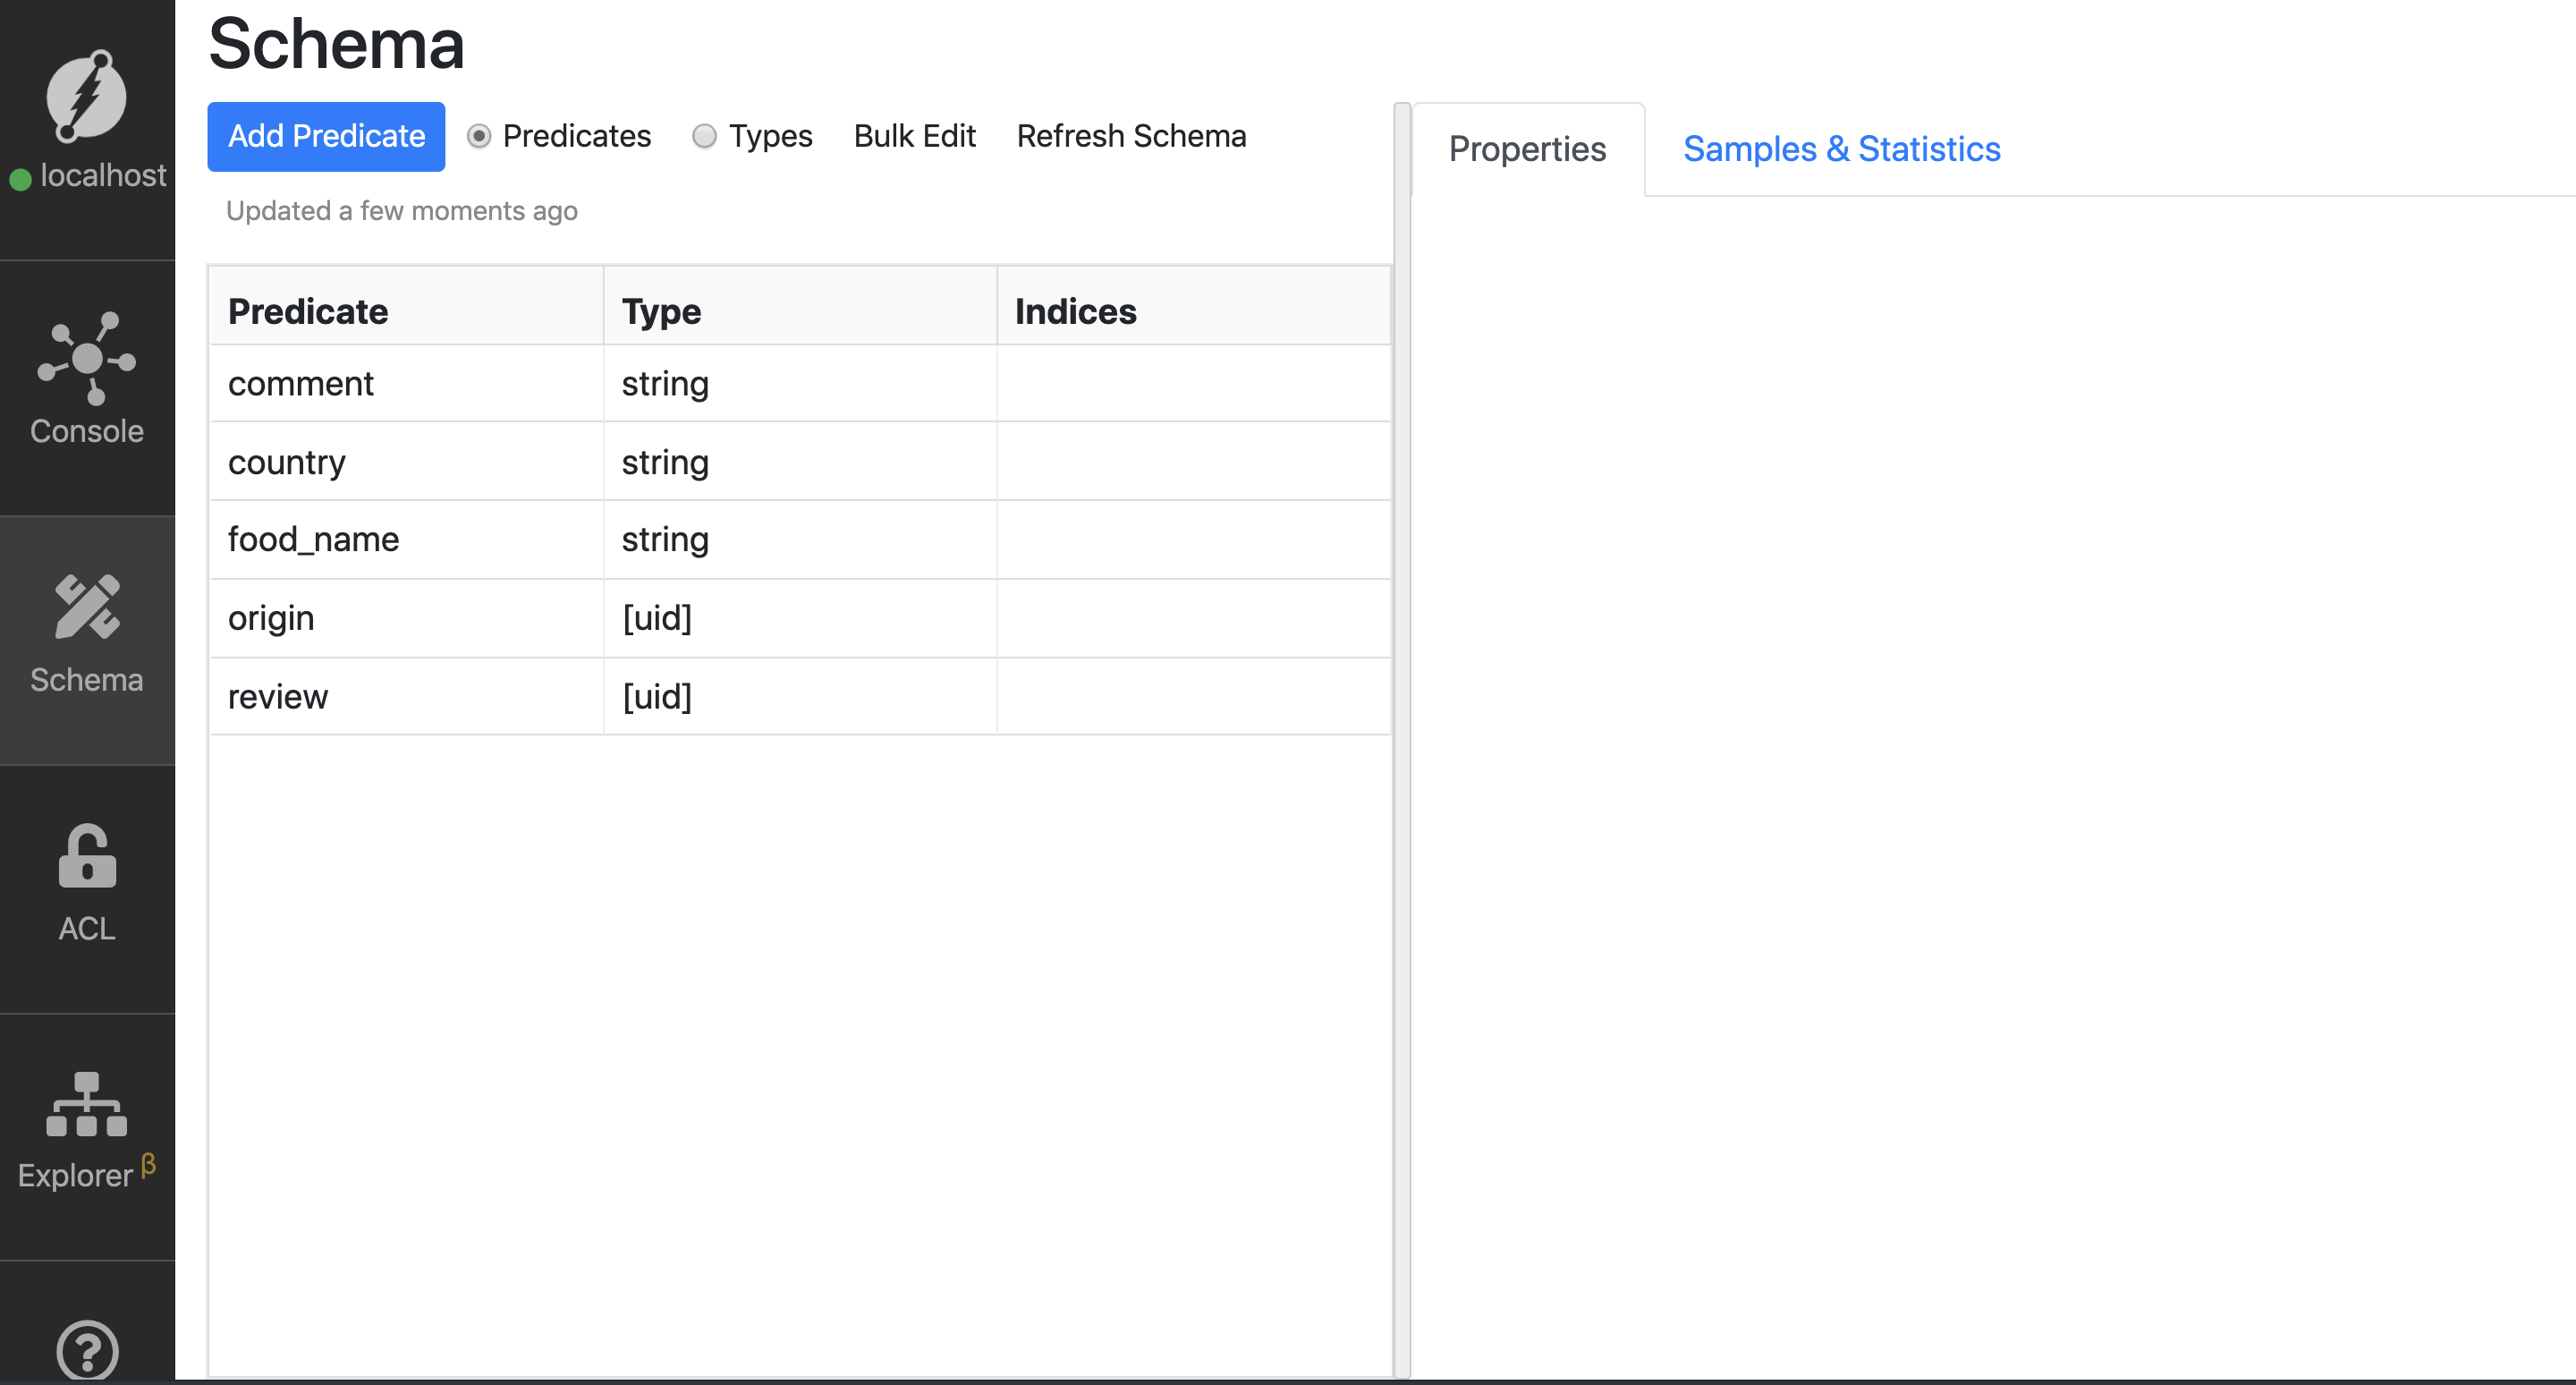 Schema
localhost
Add Predicate Predicates Types Bulk Edit Refresh Schema
Updated a few moments ago
Properties Samples & Statistics
Predicate Type Indices
comment string
country string
food_name string
origin [uid]
review [uid]
Console
Schema
ACL
Explorer β
?